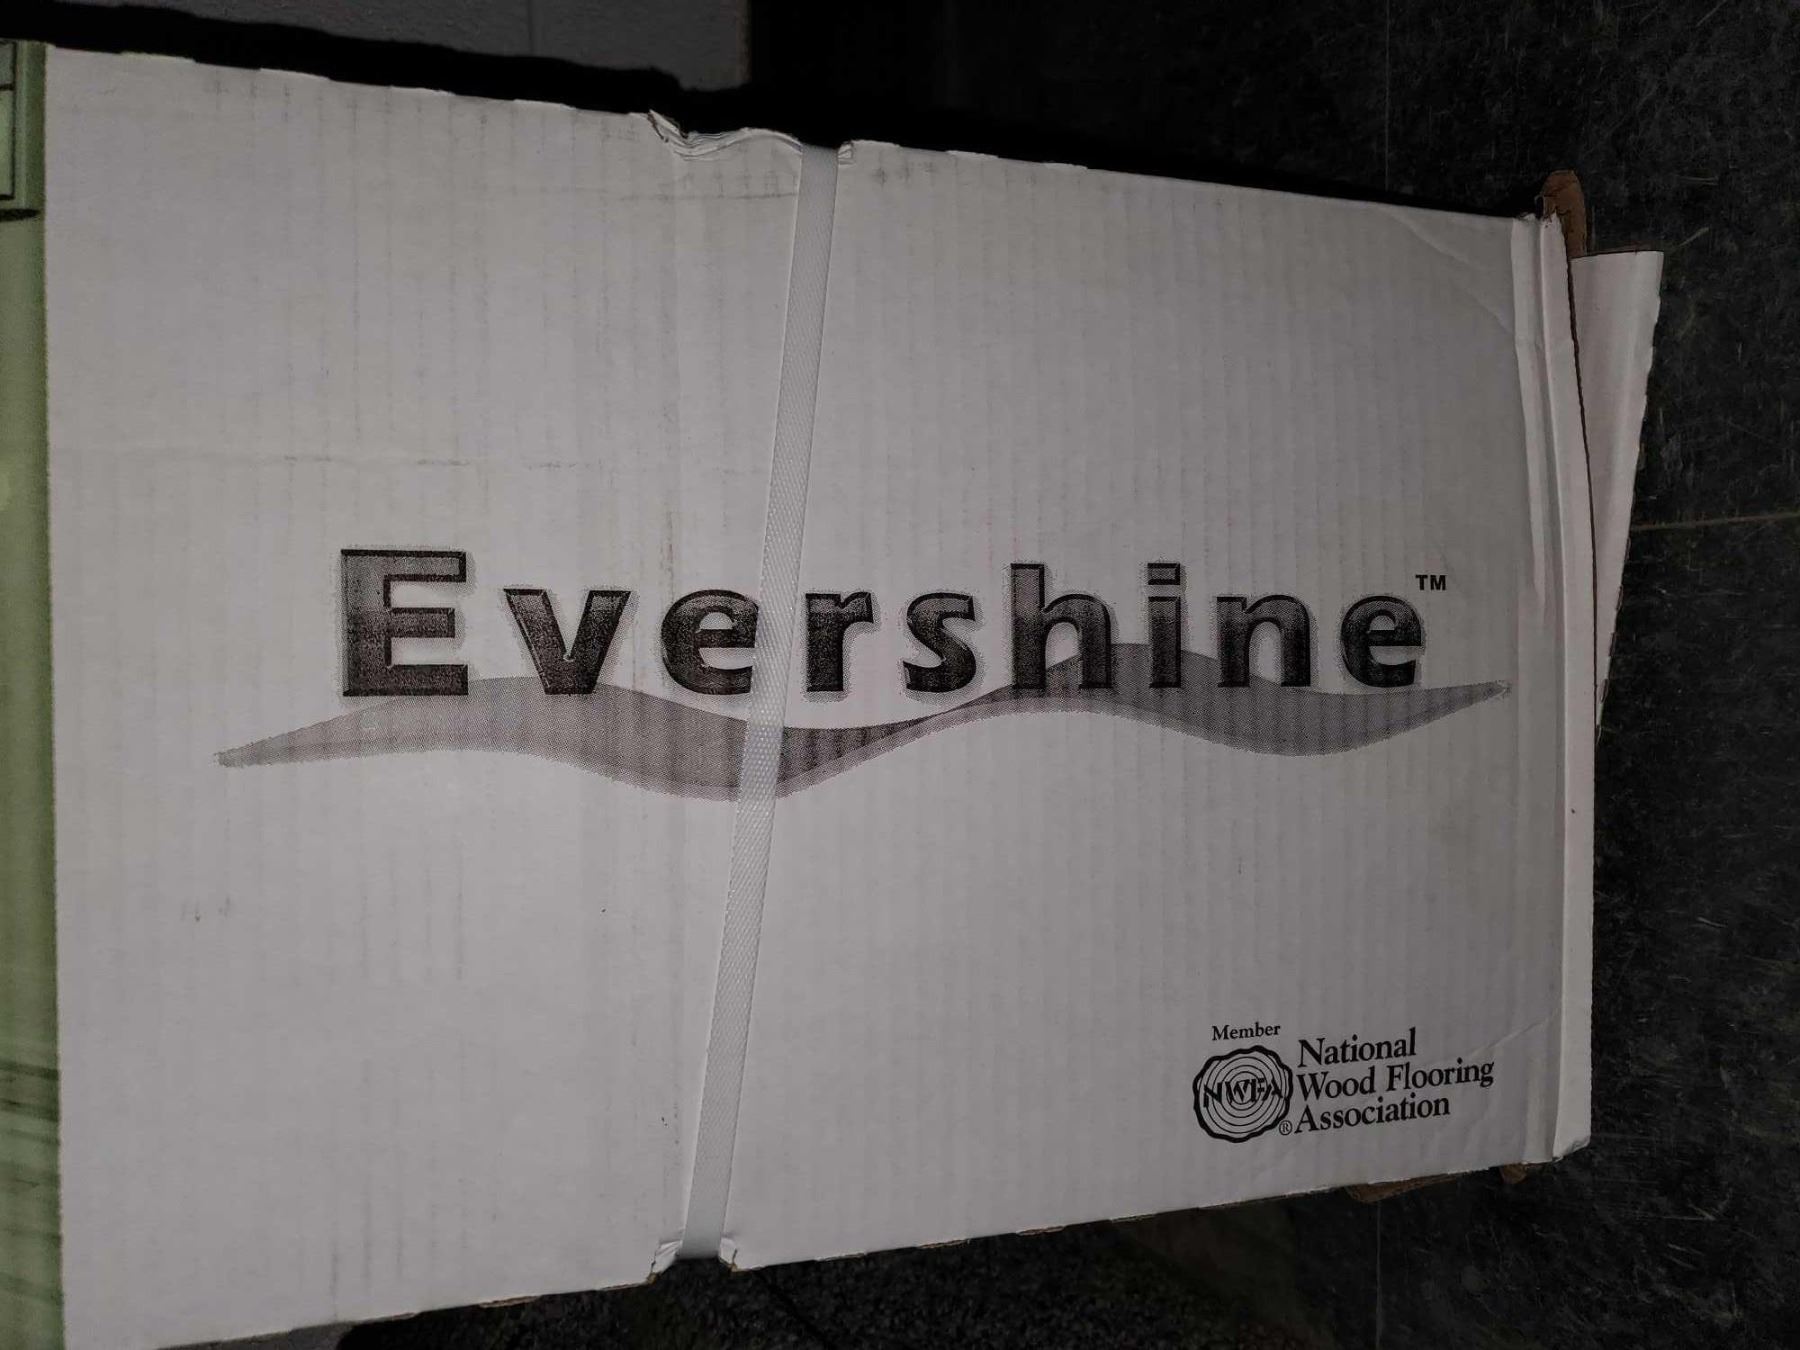 Evershine™
Member
NWFA
®
National
Wood Flooring
Association